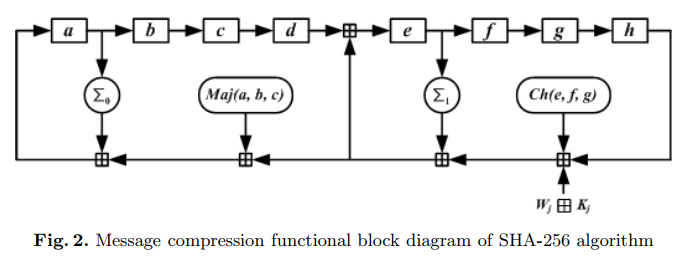 a b c d e f g h
Σ₀ Maj(a, b, c) Σ₁ Ch(e, f, g)
Wⱼ ⊞ Kⱼ
Fig. 2. Message compression functional block diagram of SHA-256 algorithm